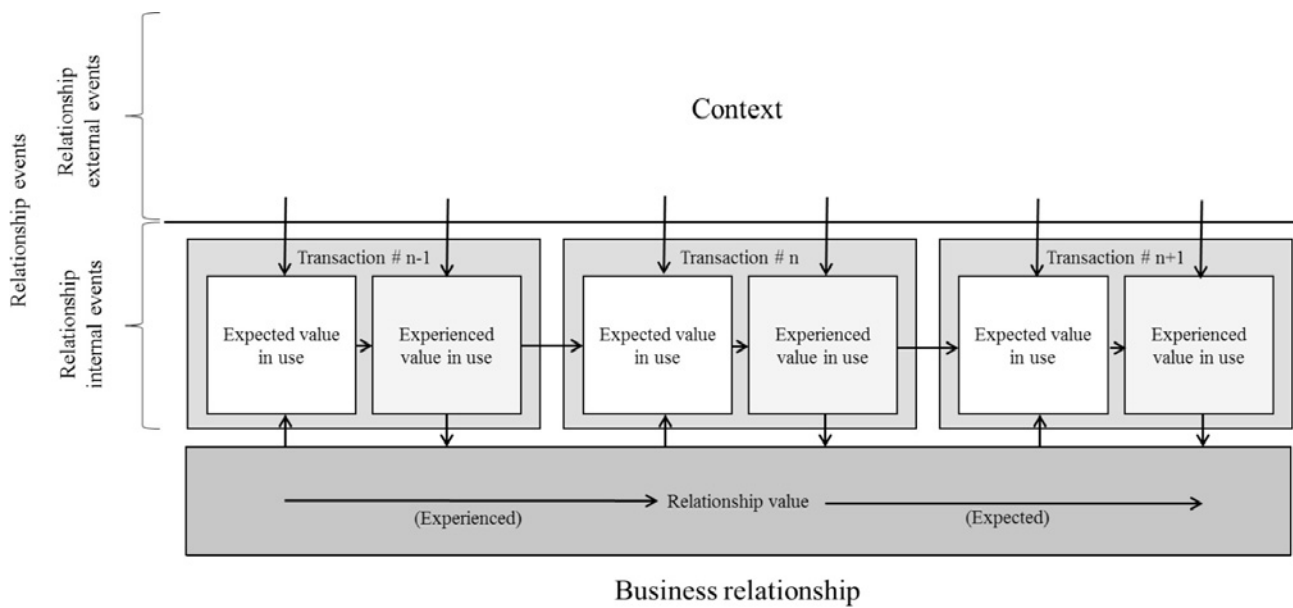 Relationship events
Relationship
external events
Context
Relationship
internal events
Transaction # n-1
Expected value
in use
Experienced
value in use
Transaction # n
Expected value
in use
Experienced
value in use
Transaction # n+1
Expected value
in use
Experienced
value in use
Relationship value
(Experienced)
(Expected)
Business relationship